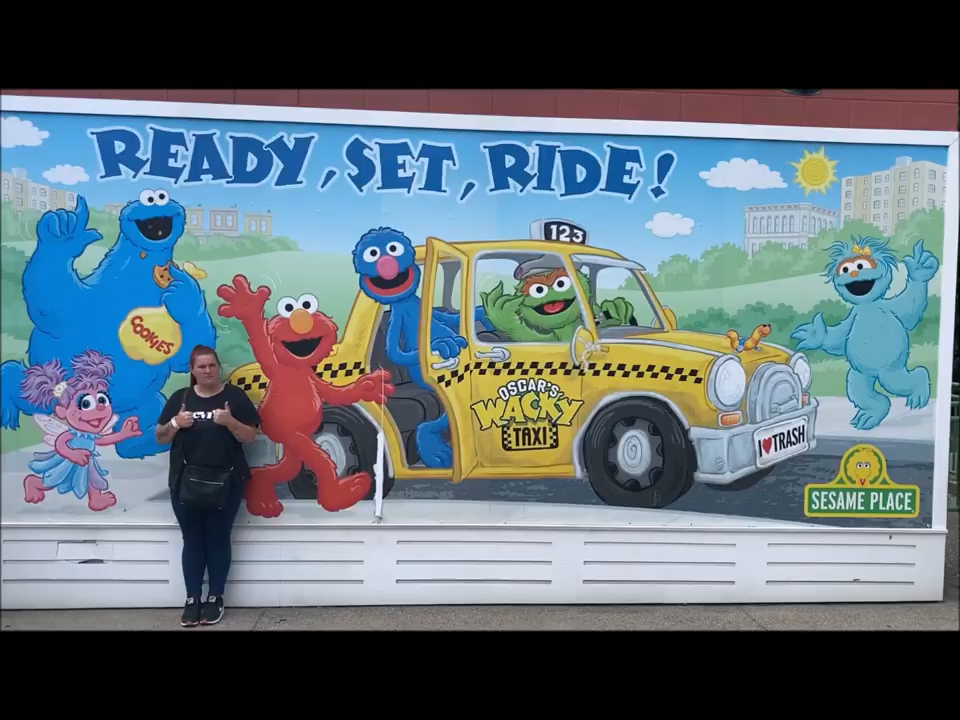 READY, SET, RIDE!
123
COOKIES
OSCAR'S
WACKY
TAXI
I ♥ TRASH
SESAME PLACE